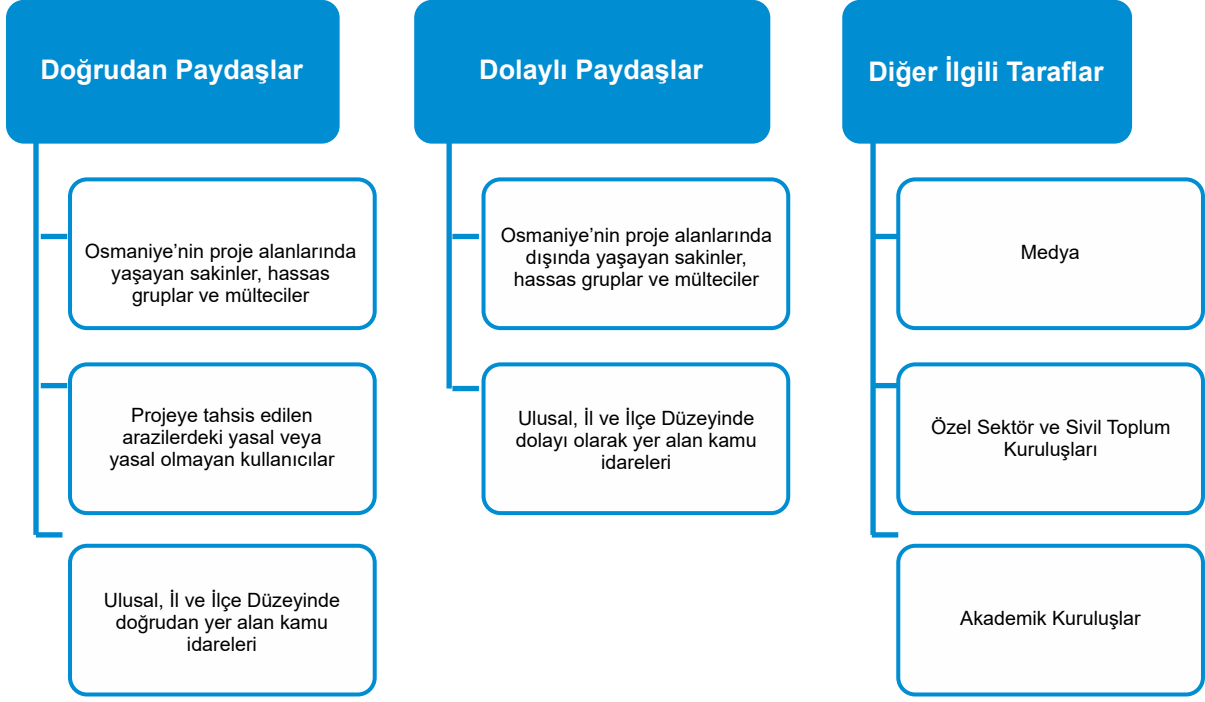 Doğrudan Paydaşlar
Osmaniye’nin proje alanlarında
yaşayan sakinler, hassas
gruplar ve mülteciler
Projeye tahsis edilen
arazilerdeki yasal veya
yasal olmayan kullanıcılar
Ulusal, İl ve İlçe Düzeyinde
doğrudan yer alan kamu
idareleri
Dolaylı Paydaşlar
Osmaniye’nin proje alanlarında
dışında yaşayan sakinler,
hassas gruplar ve mülteciler
Ulusal, İl ve İlçe Düzeyinde
dolayı olarak yer alan kamu
idareleri
Diğer İlgili Taraflar
Medya
Özel Sektör ve Sivil Toplum
Kuruluşları
Akademik Kuruluşlar